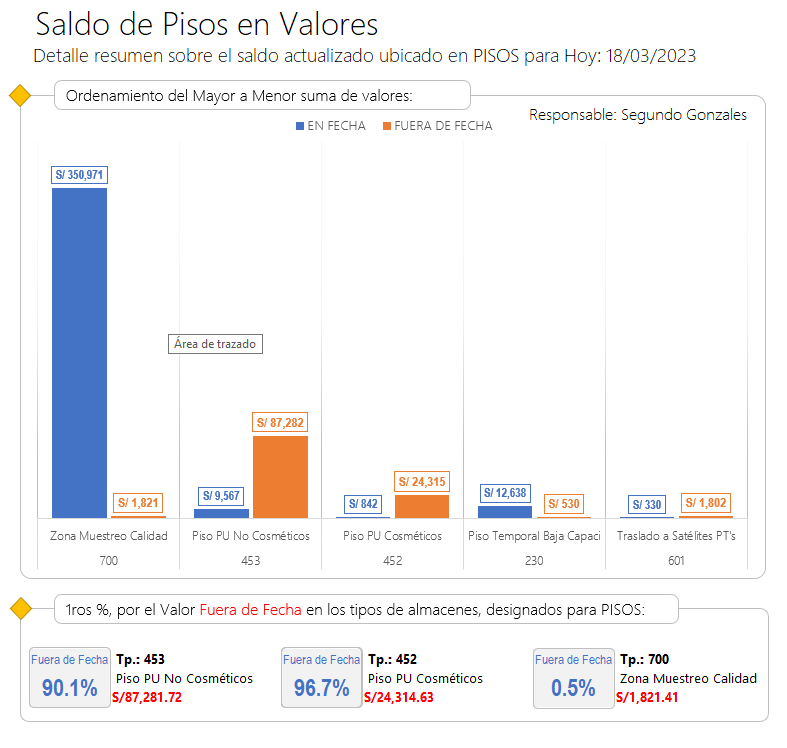 Saldo de Pisos en Valores
Detalle resumen sobre el saldo actualizado ubicado en PISOS para Hoy: 18/03/2023
Ordenamiento del Mayor a Menor suma de valores:
Responsable: Segundo Gonzales
EN FECHA FUERA DE FECHA
S/ 350,971
Área de trazado
S/ 87,282
S/ 24,315
S/ 1,821
S/ 9,567
S/ 842
S/ 12,638
S/ 530
S/ 330
S/ 1,802
Zona Muestreo Calidad
Piso PU No Cosméticos
Piso PU Cosméticos
Piso Temporal Baja Capaci
Traslado a Satélites PT's
700
453
452
230
601
1ros %, por el Valor Fuera de Fecha en los tipos de almacenes, designados para PISOS:
Fuera de Fecha
90.1%
Tp.: 453
Piso PU No Cosméticos
S/87,281.72
Fuera de Fecha
96.7%
Tp.: 452
Piso PU Cosméticos
S/24,314.63
Fuera de Fecha
0.5%
Tp.: 700
Zona Muestreo Calidad
S/1,821.41